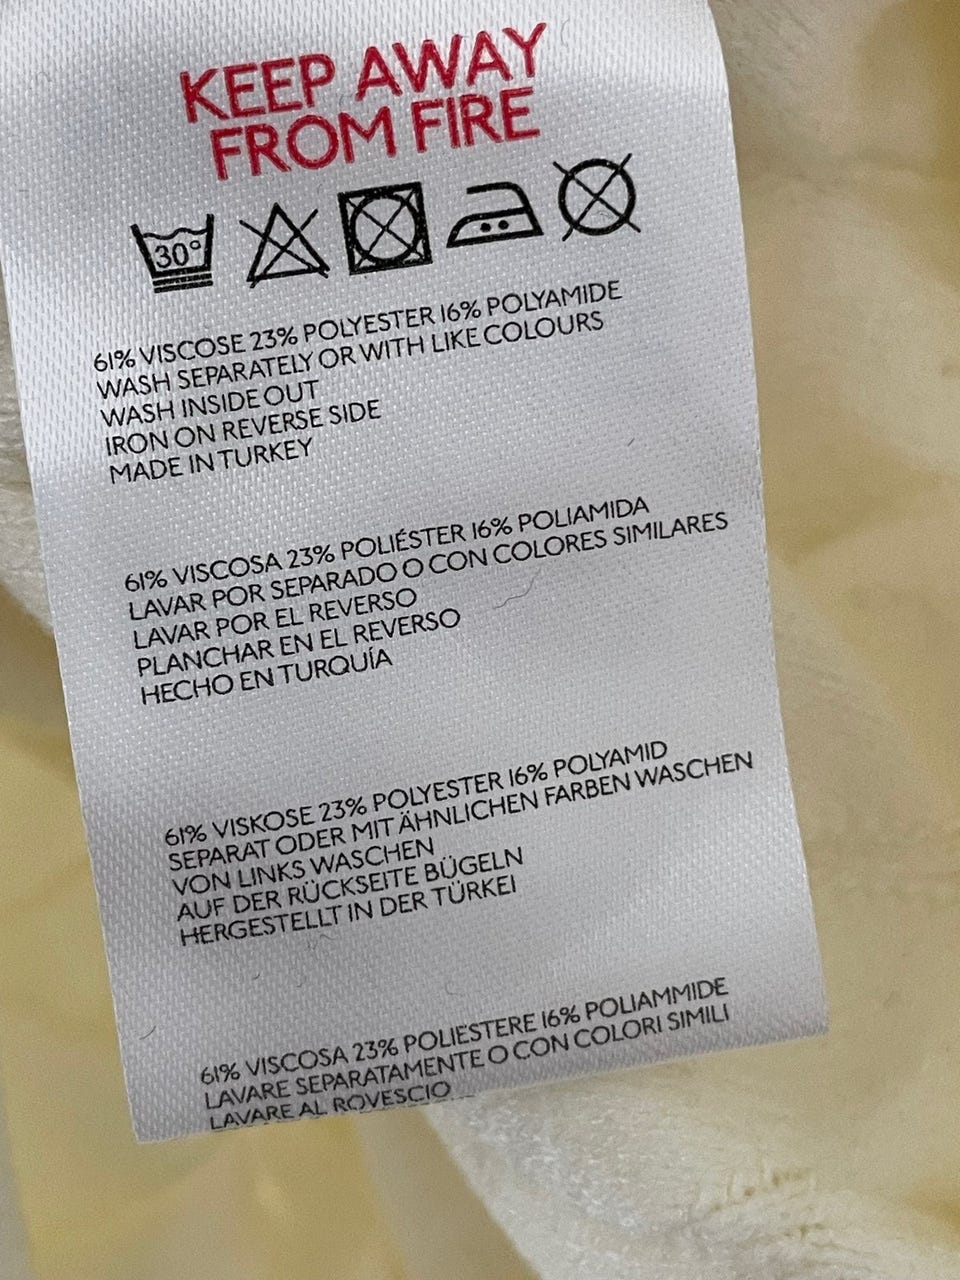 KEEP AWAY
FROM FIRE
30°
61% VISCOSE 23% POLYESTER 16% POLYAMIDE
WASH SEPARATELY OR WITH LIKE COLOURS
WASH INSIDE OUT
IRON ON REVERSE SIDE
MADE IN TURKEY
61% VISCOSA 23% POLIÉSTER 16% POLIAMIDA
LAVAR POR SEPARADO O CON COLORES SIMILARES
LAVAR POR EL REVERSO
PLANCHAR EN EL REVERSO
HECHO EN TURQUÍA
61% VISKOSE 23% POLYESTER 16% POLYAMID
SEPARAT ODER MIT ÄHNLICHEN FARBEN WASCHEN
VON LINKS WASCHEN
AUF DER RÜCKSEITE BÜGELN
HERGESTELLT IN DER TÜRKEI
61% VISCOSA 23% POLIESTERE 16% POLIAMMIDE
LAVARE SEPARATAMENTE O CON COLORI SIMILI
LAVARE AL ROVESCIO